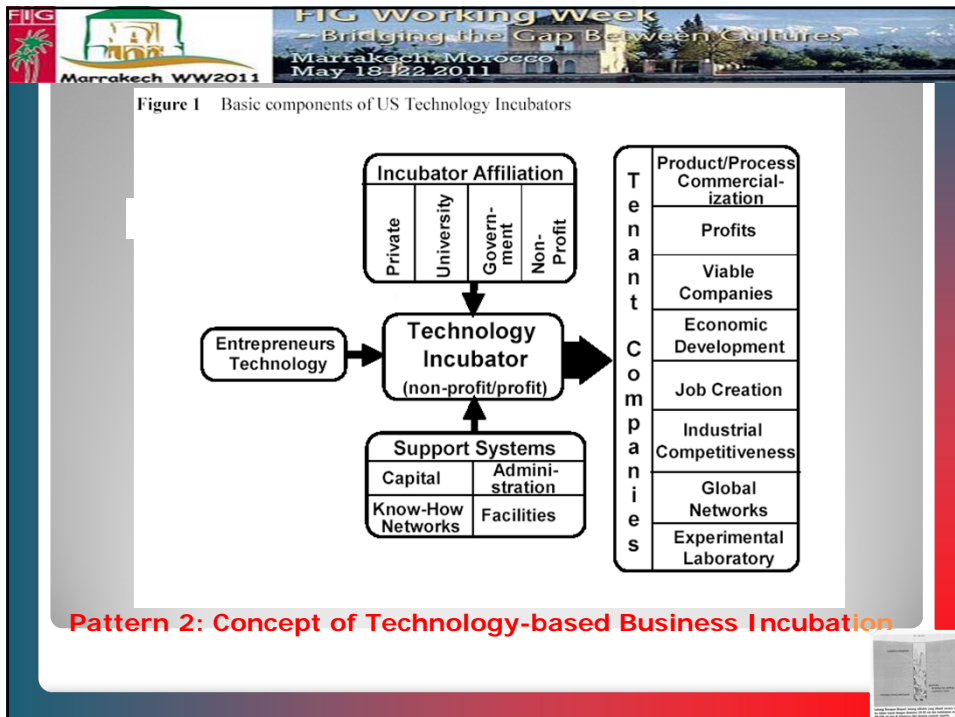 FIG
Marrakech WW2011
FIG Working Week
Bridging the Gap Between Cultures
Marrakech, Morocco
May 18-22 2011
Figure 1 Basic components of US Technology Incubators
Incubator Affiliation
Private
University
Govern-
ment
Non-
Profit
Entrepreneurs
Technology
Technology
Incubator
(non-profit/profit)
Support Systems
Capital
Admini-
stration
Know-How
Networks
Facilities
Tenant Companies
Product/Process
Commercial-
ization
Profits
Viable
Companies
Economic
Development
Job Creation
Industrial
Competitiveness
Global
Networks
Experimental
Laboratory
Pattern 2: Concept of Technology-based Business Incubation